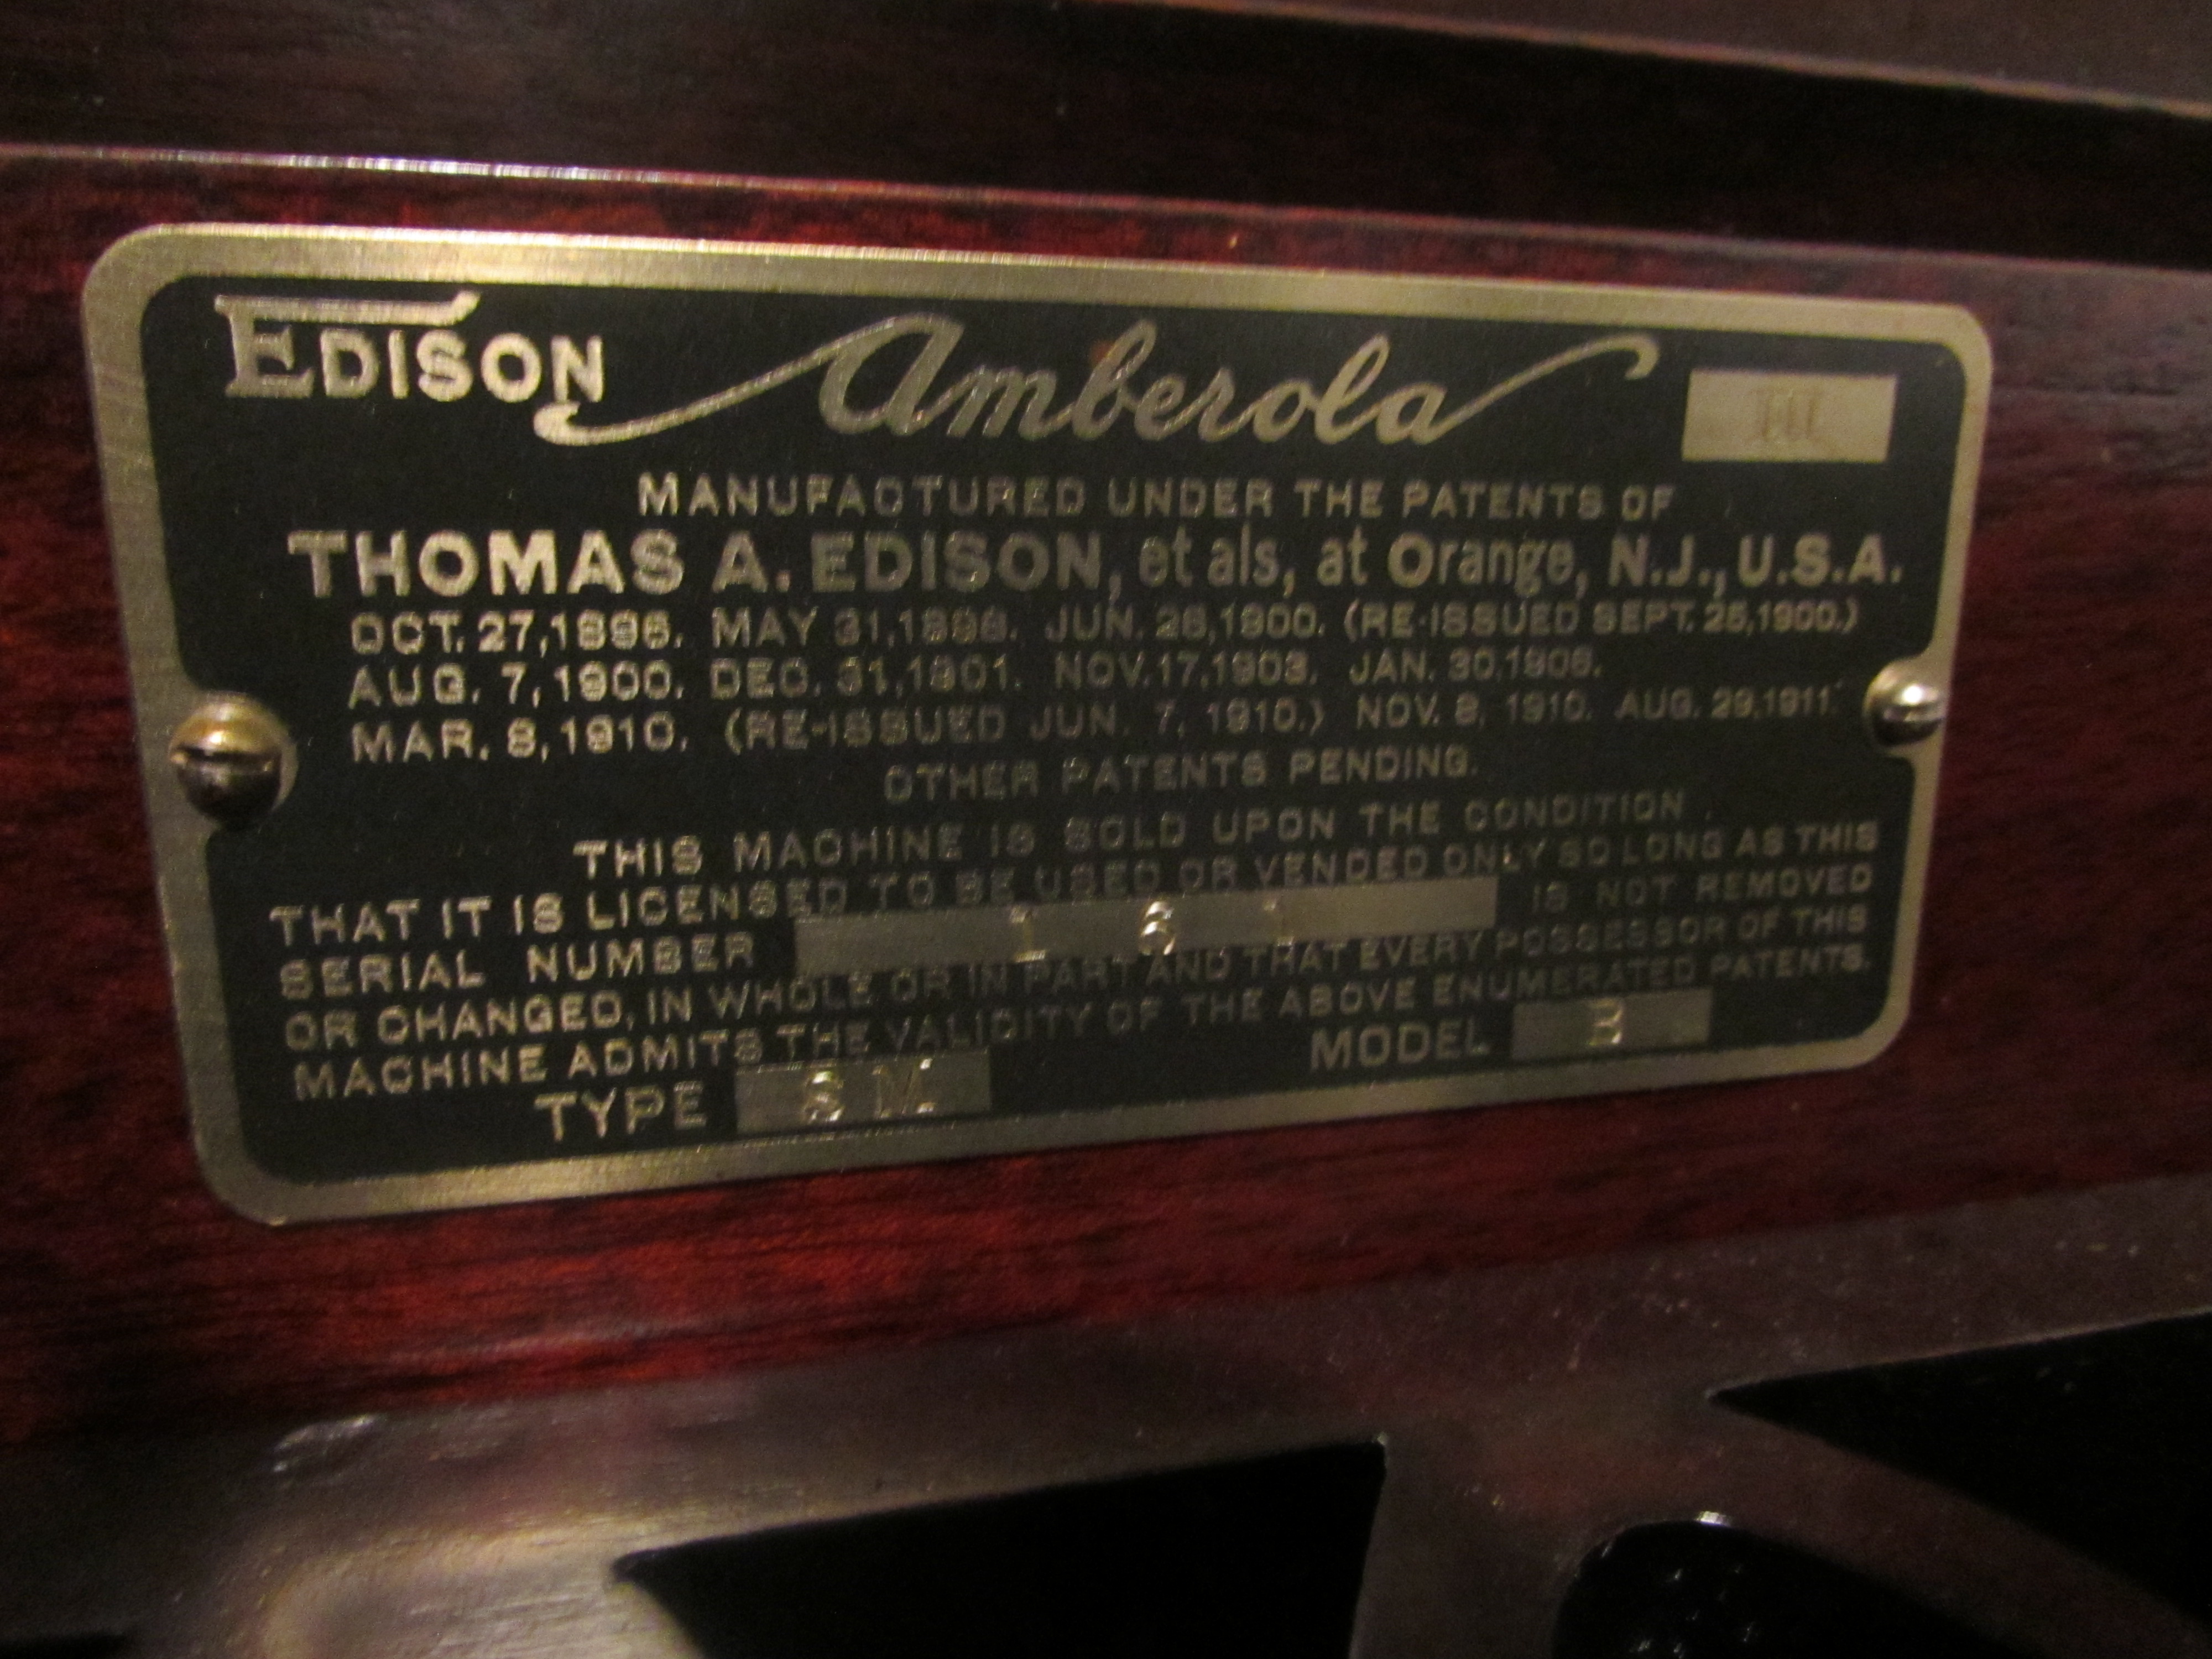 EDISON Amberola III
MANUFACTURED UNDER THE PATENTS OF
THOMAS A. EDISON, et als, at Orange, N.J., U.S.A.
OCT. 27, 1896. MAY 31, 1898. JUN. 26, 1900. (RE-ISSUED SEPT. 25, 1900.)
AUG. 7, 1900. DEC. 31, 1901. NOV. 17, 1903. JAN. 30, 1906.
MAR. 8, 1910. (RE-ISSUED JUN. 7, 1910.) NOV. 8, 1910. AUG. 29, 1911.
OTHER PATENTS PENDING.
THIS MACHINE IS SOLD UPON THE CONDITION
THAT IT IS LICENSED TO BE USED OR VENDED ONLY SO LONG AS THIS
SERIAL NUMBER 1 6 1 IS NOT REMOVED
OR CHANGED, IN WHOLE OR IN PART AND THAT EVERY POSSESSOR OF THIS
MACHINE ADMITS THE VALIDITY OF THE ABOVE ENUMERATED PATENTS.
TYPE SM MODEL B